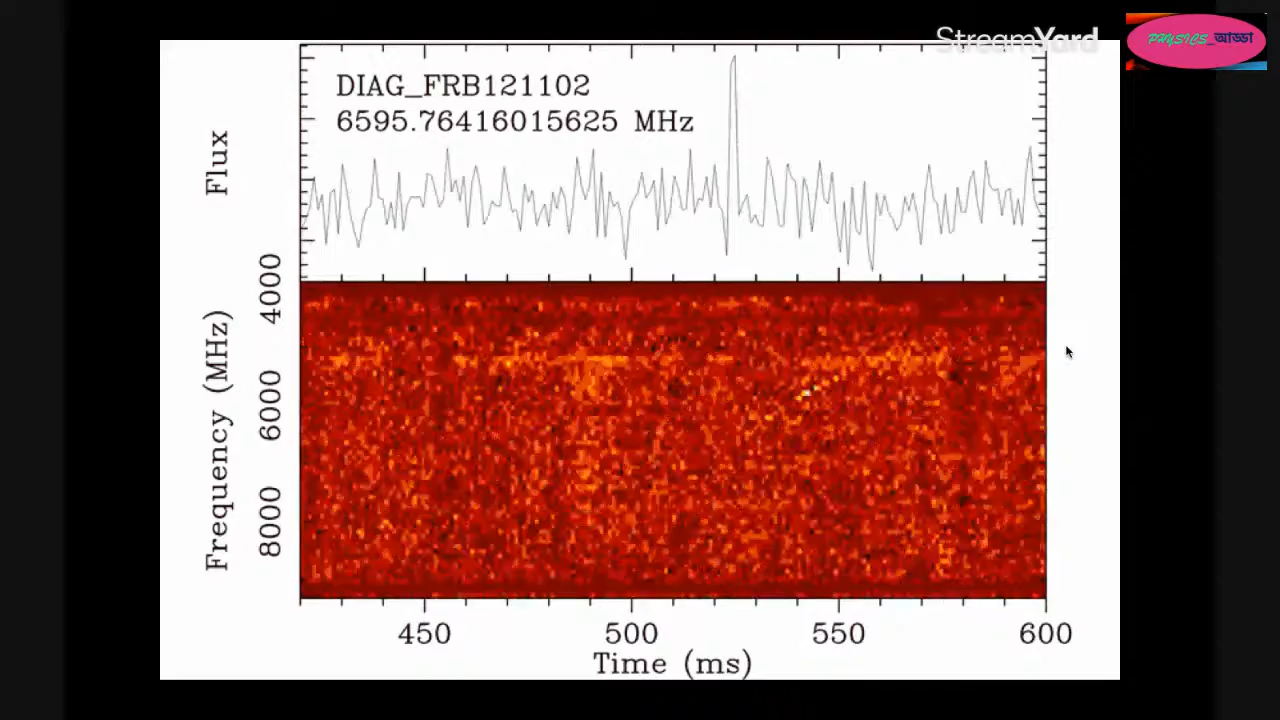 StreamYard
PHYSICS_আড্ডা
DIAG_FRB121102
6595.76416015625 MHz
Flux
Frequency (MHz)
4000
6000
8000
450 500 550 600
Time (ms)